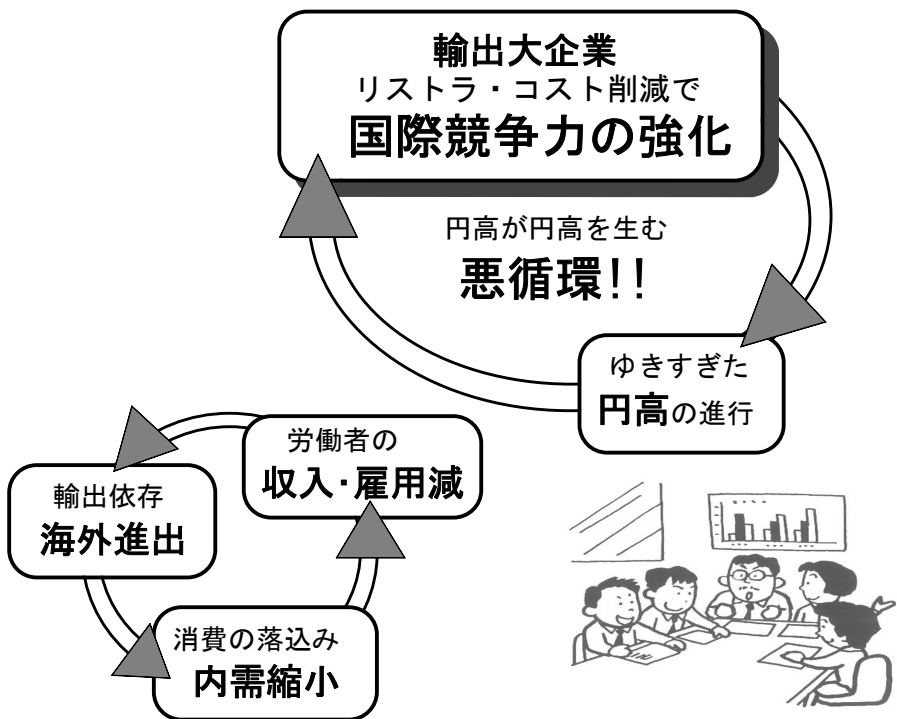 輸出大企業
リストラ・コスト削減で
国際競争力の強化
円高が円高を生む
悪循環!!
ゆきすぎた
円高の進行
労働者の
収入・雇用減
輸出依存
海外進出
消費の落込み
内需縮小